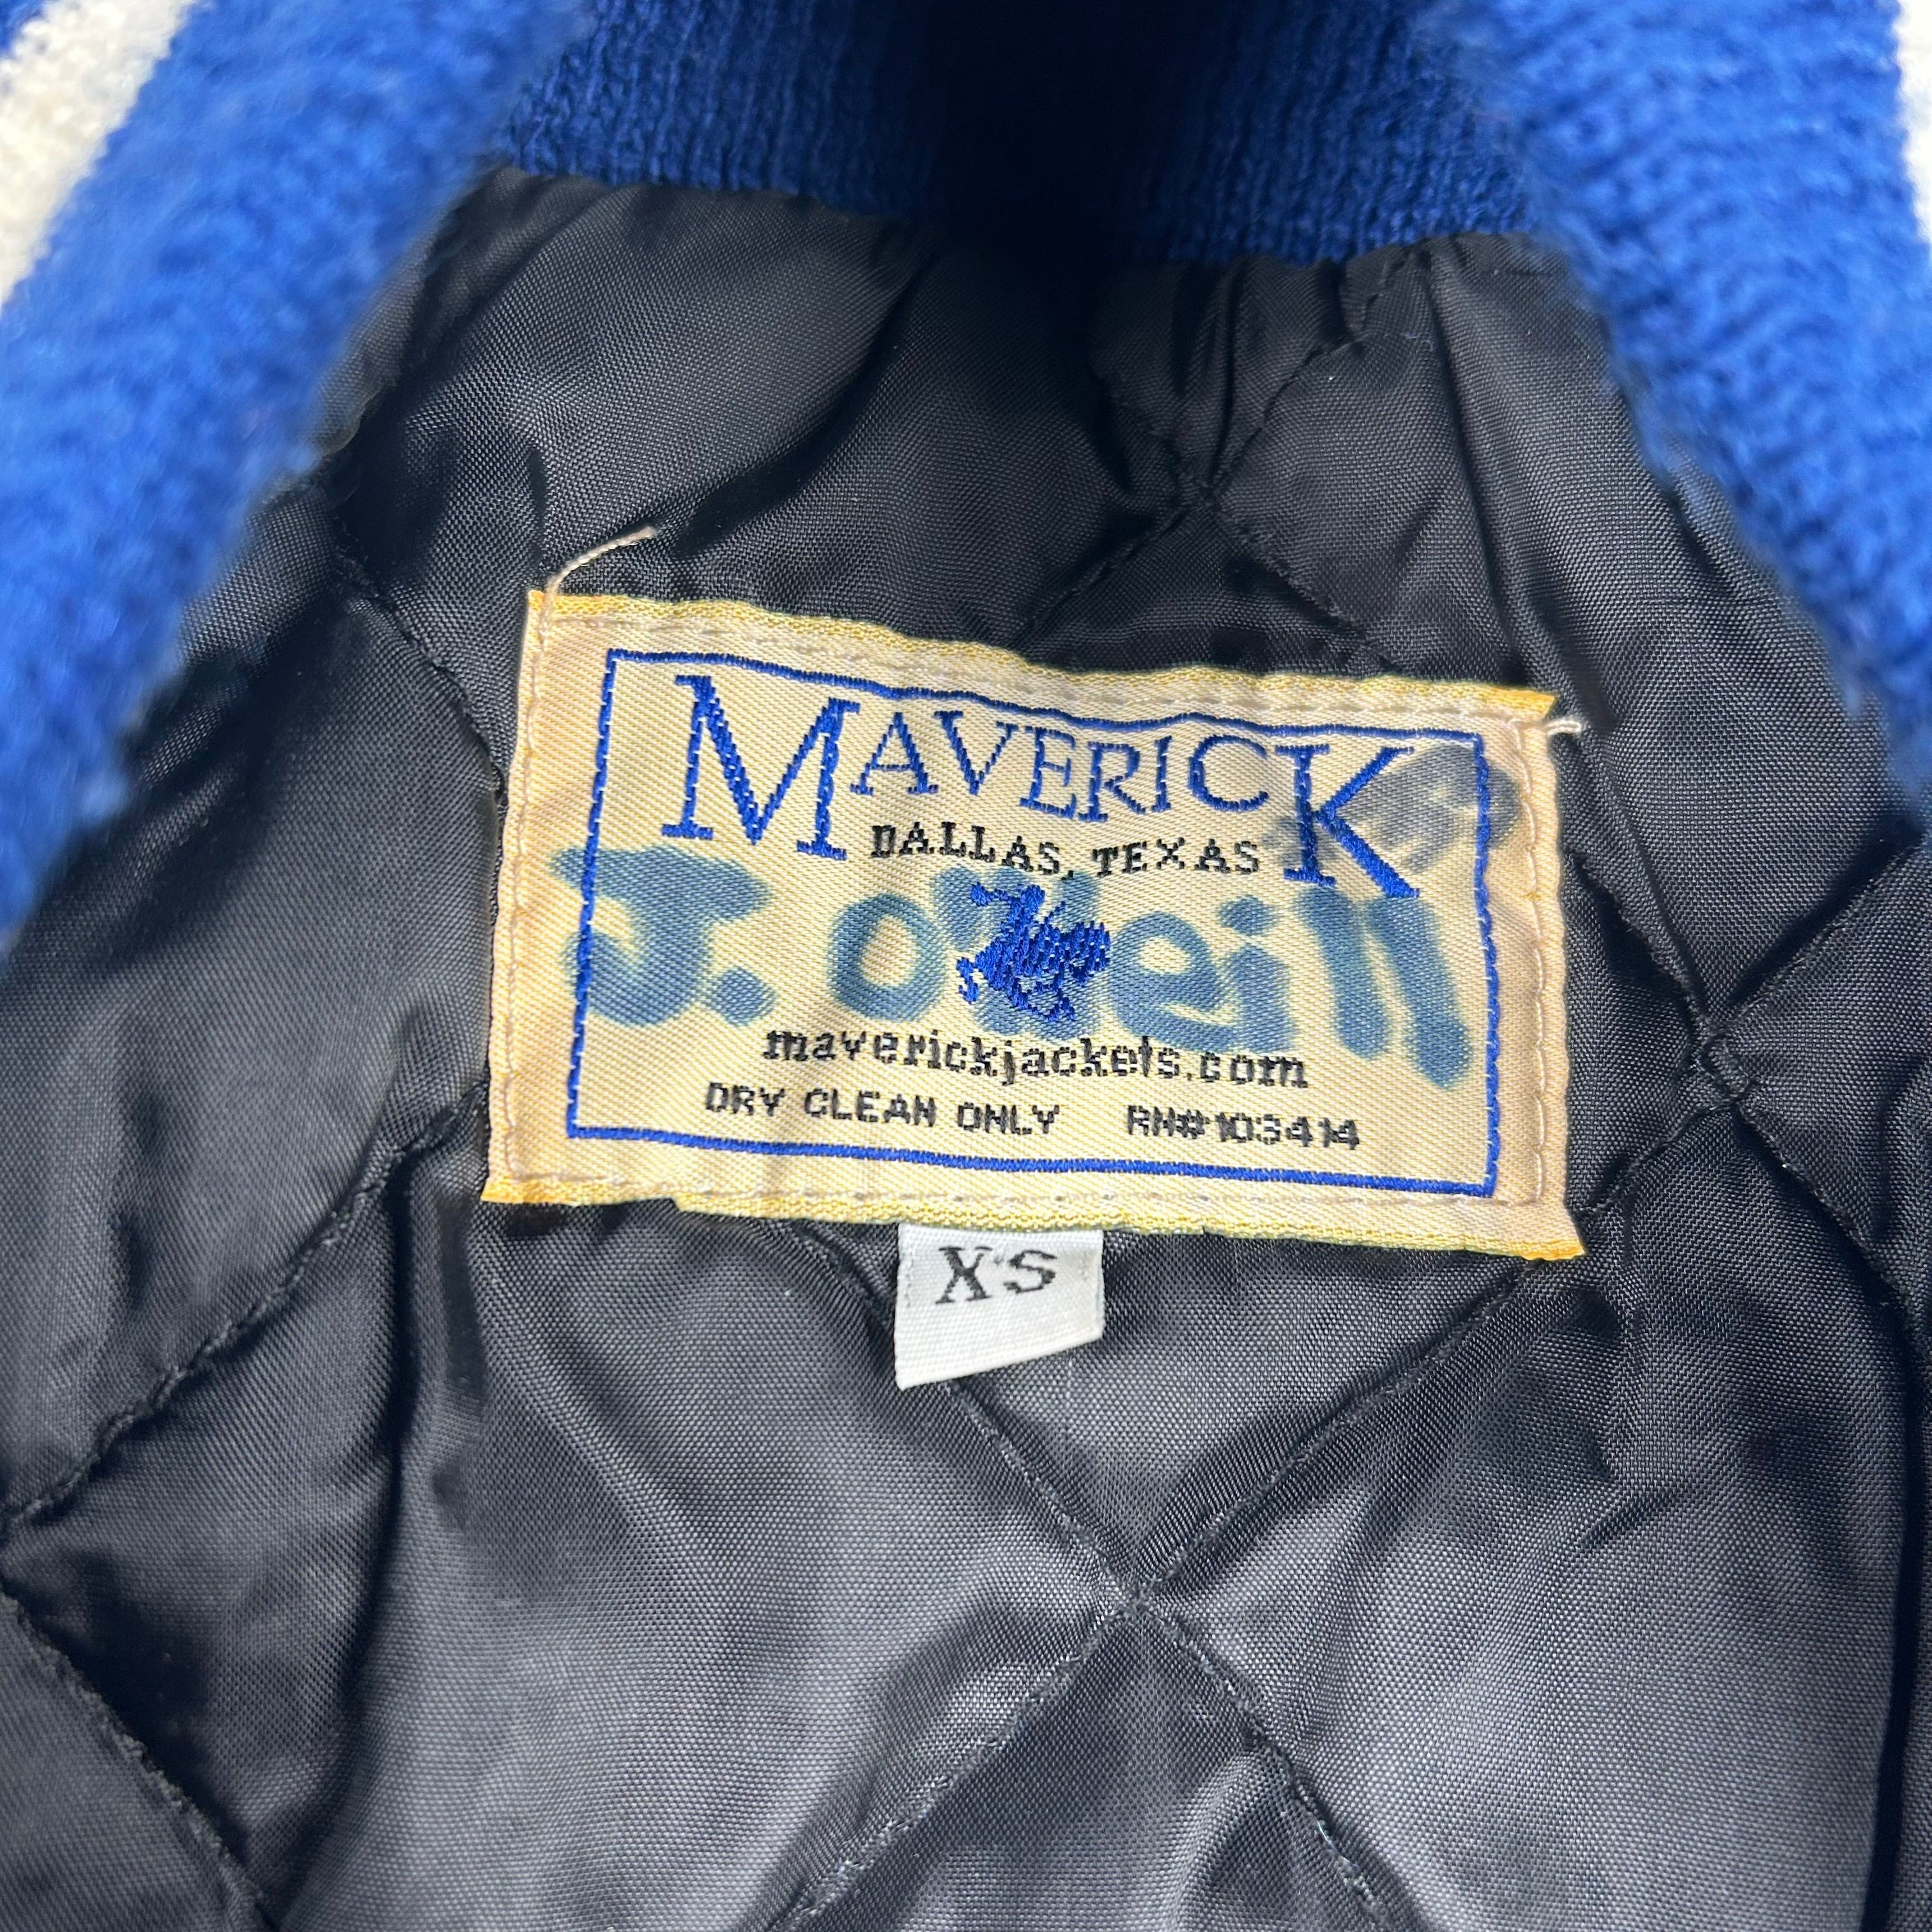 MAVERICK
DALLAS, TEXAS
J. O'Neill
maverickjackets.com
DRY CLEAN ONLY RN#103414
XS